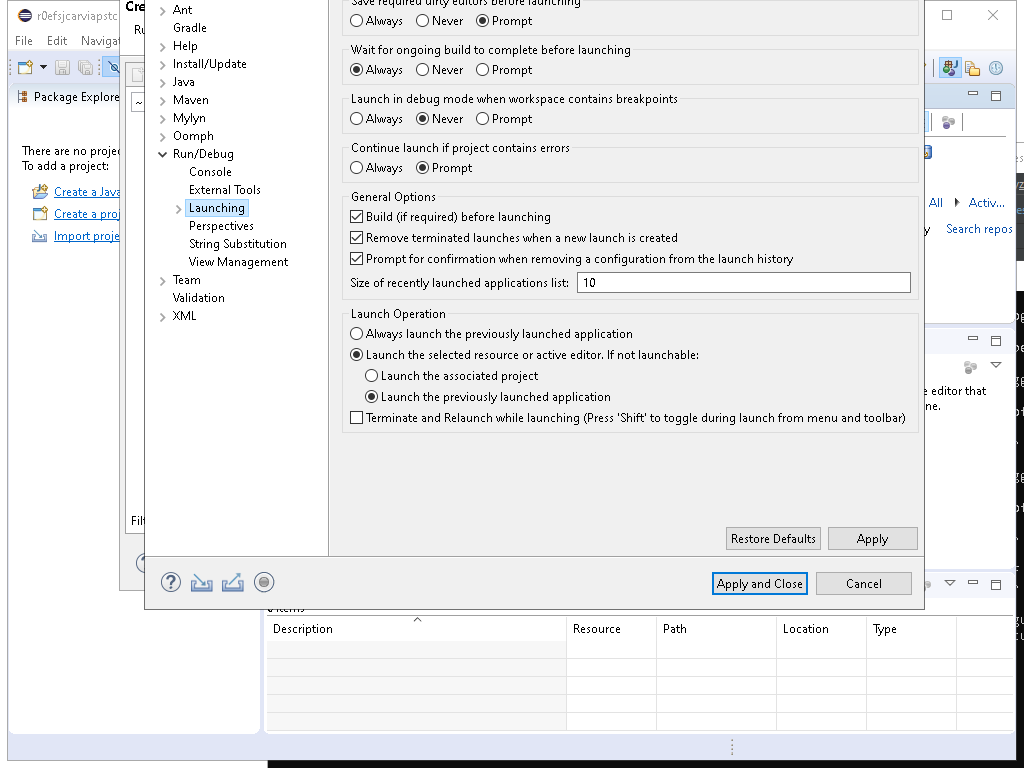 r0efsjcarviapstc
File Edit Navigat
Package Explore
There are no projec
To add a project:
Create a Java
Create a proj
Import proje
Cre
Ru
Filt
Ant
Gradle
Help
Install/Update
Java
Maven
Mylyn
Oomph
Run/Debug
Console
External Tools
Launching
Perspectives
String Substitution
View Management
Team
Validation
XML
Save required dirty editors before launching
Always Never Prompt
Wait for ongoing build to complete before launching
Always Never Prompt
Launch in debug mode when workspace contains breakpoints
Always Never Prompt
Continue launch if project contains errors
Always Prompt
General Options
Build (if required) before launching
Remove terminated launches when a new launch is created
Prompt for confirmation when removing a configuration from the launch history
Size of recently launched applications list: 10
Launch Operation
Always launch the previously launched application
Launch the selected resource or active editor. If not launchable:
Launch the associated project
Launch the previously launched application
Terminate and Relaunch while launching (Press 'Shift' to toggle during launch from menu and toolbar)
Restore Defaults Apply
Apply and Close Cancel
All Activ...
y Search repos
e editor that
ne.
0 items
Description Resource Path Location Type